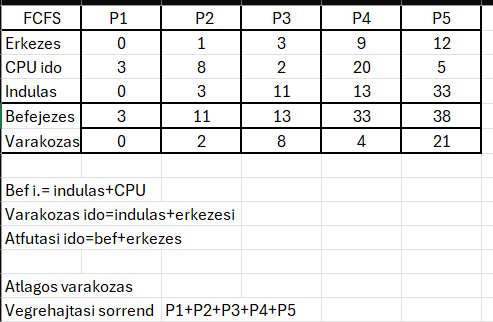 FCFS P1 P2 P3 P4 P5
Erkezes 0 1 3 9 12
CPU ido 3 8 2 20 5
Indulas 0 3 11 13 33
Befejezes 3 11 13 33 38
Varakozas 0 2 8 4 21
Bef i.= indulas+CPU
Varakozas ido=indulas+erkezesi
Atfutasi ido=bef+erkezes
Atlagos varakozas
Vegrehajtasi sorrend P1+P2+P3+P4+P5